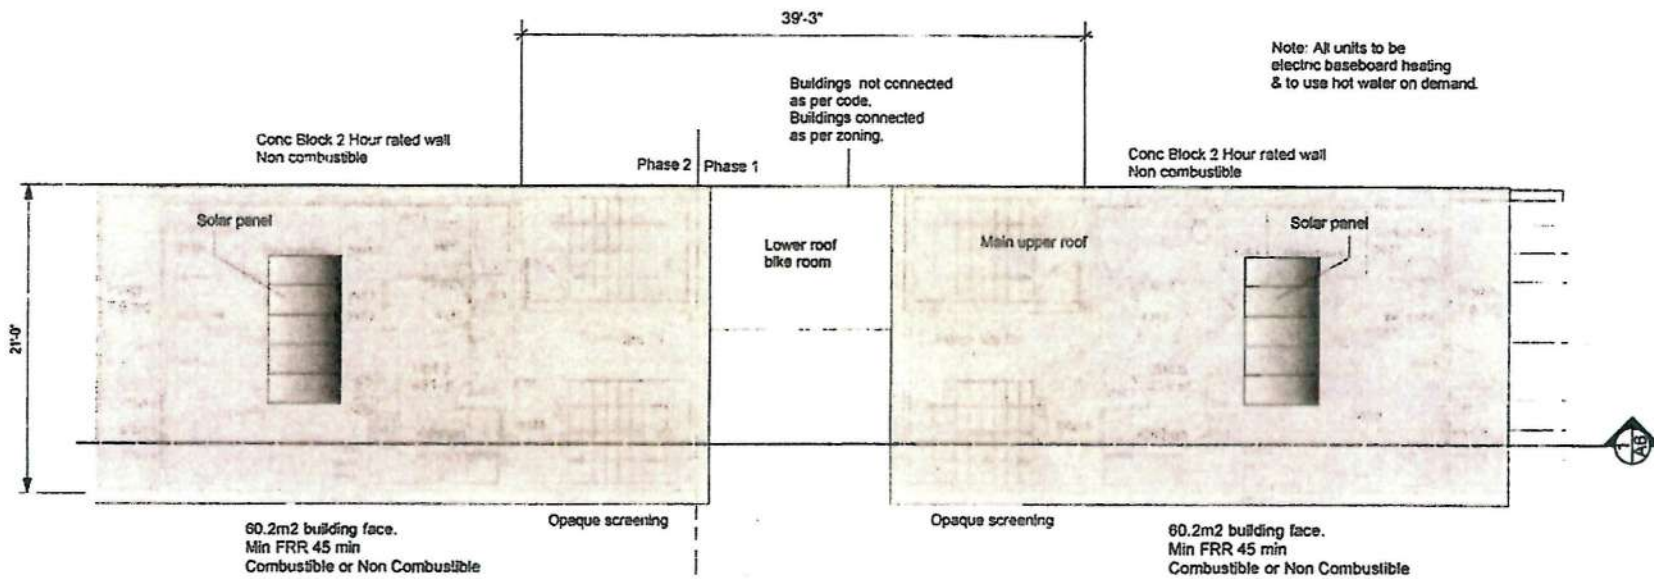 39'-3"
Note: All units to be
electric baseboard heating
& to use hot water on demand.
Buildings not connected
as per code.
Buildings connected
as per zoning.
Conc Block 2 Hour rated wall
Non combustible
Phase 2
Phase 1
Conc Block 2 Hour rated wall
Non combustible
Solar panel
Lower roof
bike room
Main upper roof
Solar panel
21'-0"
1
A6
Opaque screening
Opaque screening
60.2m2 building face.
Min FRR 45 min
Combustible or Non Combustible
60.2m2 building face.
Min FRR 45 min
Combustible or Non Combustible